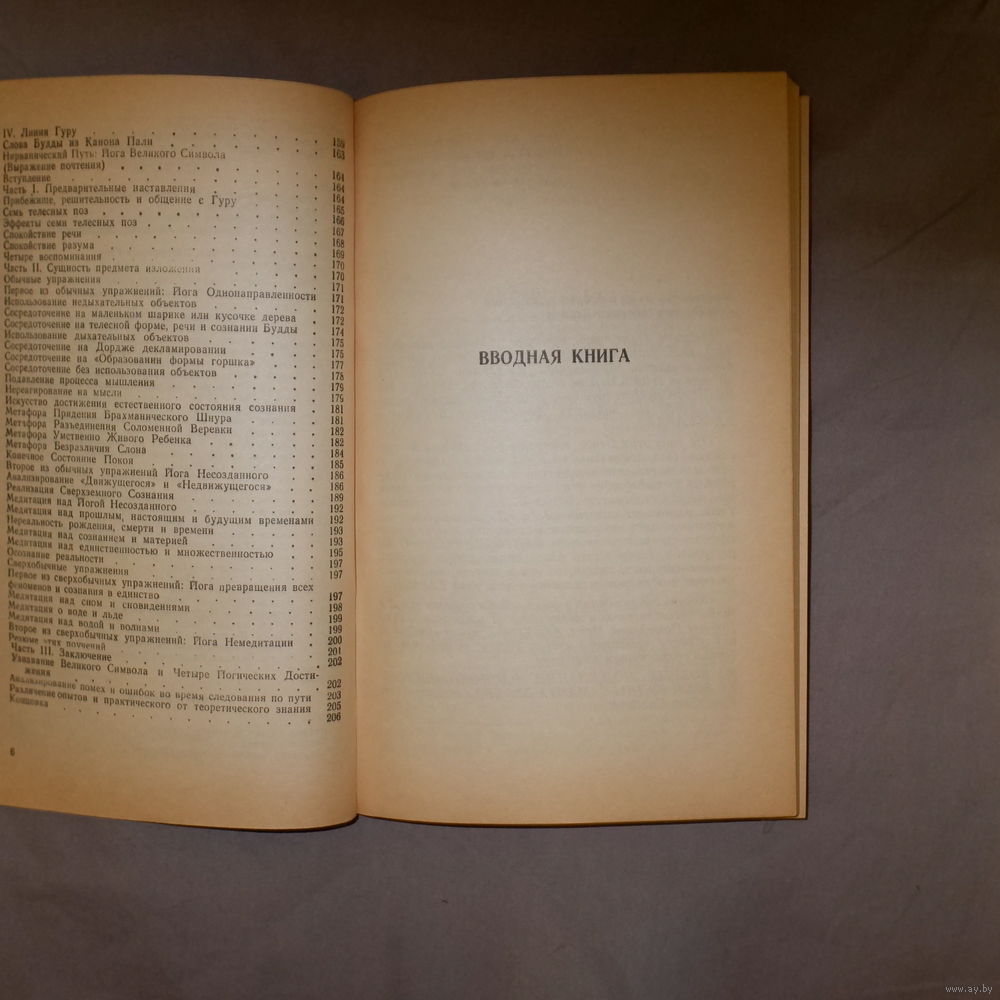 IV. Линия Гуру . . . . . . . . . . 159
Слова Будды из Канона Пали . . . . . . . 163
Нирванический Путь: Йога Великого Символа
(Выражение почтения) . . . . . . . . 164
Вступление . . . . . . . . . . 164
Часть I. Предварительные наставления . . . . . 164
Прибежище, решительность и общение с Гуру . . . . 165
Семь телесных поз . . . . . . . . . 166
Эффекты семи телесных поз . . . . . . . 167
Спокойствие речи . . . . . . . . . 168
Спокойствие разума . . . . . . . . . 169
Четыре воспоминания . . . . . . . . 170
Часть II. Сущность предмета изложения . . . . . 170
Обычные упражнения . . . . . . . . 171
Первое из обычных упражнений: Йога Однонаправленности 171
Использование недыхательных объектов . . . . . 172
Сосредоточение на маленьком шарике или кусочке дерева . 172
Сосредоточение на телесной форме, речи и сознании Будды . 174
Использование дыхательных объектов . . . . . 175
Сосредоточение на Дордже декламировании . . . . 175
Сосредоточение на «Образовании формы горшка» . . . 177
Сосредоточение без использования объектов . . . . 178
Подавление процесса мышления . . . . . . 179
Нереагирование на мысли . . . . . . . 179
Искусство достижения естественного состояния сознания . 181
Метафора Прядения Брахманического Шнура . . . . 181
Метафора Разъединения Соломенной Веревки . . . . 182
Метафора Умственно Живого Ребенка . . . . . 182
Метафора Безразличия Слона . . . . . . 184
Конечное Состояние Покоя . . . . . . . 185
Второе из обычных упражнений Йога Несозданного . . 186
Анализирование «Движущегося» и «Недвижущегося» . . 186
Реализация Сверхземного Сознания . . . . . 189
Медитация над Йогой Несозданного . . . . . 192
Медитация над прошлым, настоящим и будущим временами 192
Нереальность рождения, смерти и времени . . . . 193
Медитация над сознанием и материей . . . . . 193
Медитация над единственностью и множественностью . . 195
Осознание реальности . . . . . . . . 197
Сверхобычные упражнения . . . . . . . 197
Первое из сверхобычных упражнений: Йога превращения всех
феноменов и сознания в единство . . . . . . 197
Медитация над сном и сновидениями . . . . . 198
Медитация о воде и льде . . . . . . . 199
Медитация над водой и волнами . . . . . . 199
Второе из сверхобычных упражнений: Йога Немедитации . 200
Резюме этих поучений . . . . . . . . 201
Часть III. Заключение . . . . . . . . 202
Узнавание Великого Символа и Четыре Йогических Дости-
жения . . . . . . . . . . . 202
Анализирование помех и ошибок во время следования по пути 203
Различение опытов и практического от теоретического знания 205
Концовка . . . . . . . . . . 206
6
ВВОДНАЯ КНИГА
www.ay.by